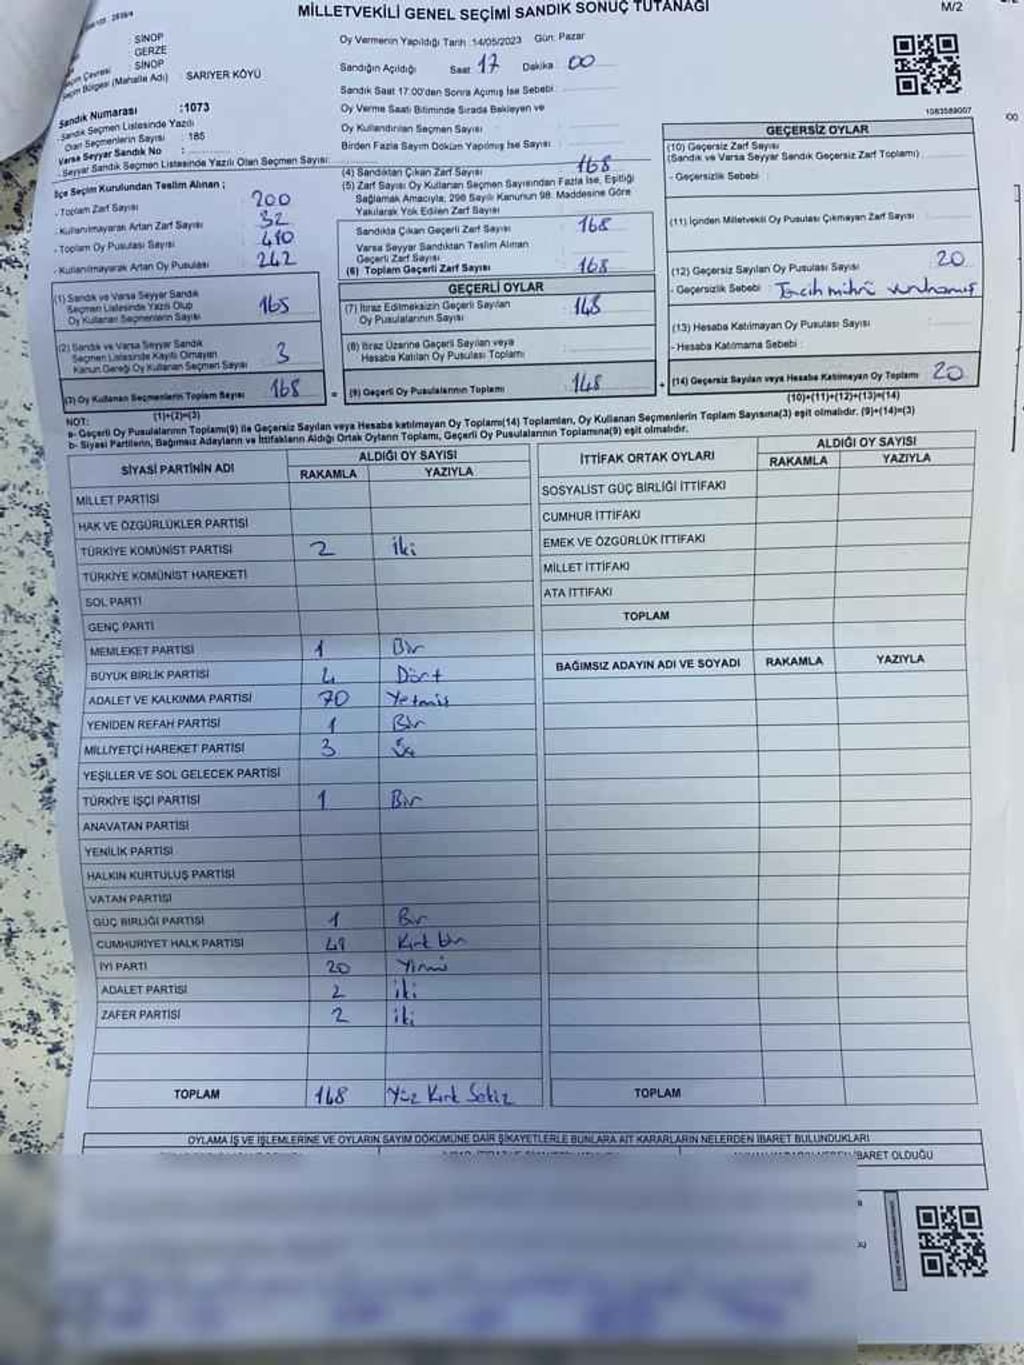 MİLLETVEKİLİ GENEL SEÇİMİ SANDIK SONUÇ TUTANAĞI
M/2
: SİNOP
: GERZE
Seçim Çevresi : SİNOP
Seçim Bölgesi (Mahalle Adı) SARIYER KÖYÜ
Sandık Numarası :1073
- Sandık Seçmen Listesinde Yazılı
Olan Seçmenlerin Sayısı : 185
Varsa Seyyar Sandık No :
- Seyyar Sandık Seçmen Listesinde Yazılı Olan Seçmen Sayısı:
İlçe Seçim Kurulundan Teslim Alınan ;
- Toplam Zarf Sayısı 200
- Kullanılmayarak Artan Zarf Sayısı 32
- Toplam Oy Pusulası Sayısı 410
- Kullanılmayarak Artan Oy Pusulası 242
Oy Vermenin Yapıldığı Tarih :14/05/2023 Gün: Pazar
Sandığın Açıldığı Saat 17 Dakika 00
Sandık Saat 17:00'den Sonra Açılmış İse Sebebi:
Oy Verme Saati Bitiminde Sırada Bekleyen ve
Oy Kullandırılan Seçmen Sayısı :
Birden Fazla Sayım Döküm Yapılmış İse Sayısı:
(4) Sandıktan Çıkan Zarf Sayısı 168
(5) Zarf Sayısı Oy Kullanan Seçmen Sayısından Fazla İse, Eşitliği
Sağlamak Amacıyla, 298 Sayılı Kanunun 98. Maddesine Göre
Yakılarak Yok Edilen Zarf Sayısı
Sandıkta Çıkan Geçerli Zarf Sayısı 168
Varsa Seyyar Sandıktan Teslim Alınan
Geçerli Zarf Sayısı
(6) Toplam Geçerli Zarf Sayısı 168
1083589007
GEÇERSİZ OYLAR
(10) Geçersiz Zarf Sayısı
(Sandık ve Varsa Seyyar Sandık Geçersiz Zarf Toplamı)
- Geçersizlik Sebebi :
(11) İçinden Milletvekili Oy Pusulası Çıkmayan Zarf Sayısı
(12) Geçersiz Sayılan Oy Pusulası Sayısı 20
- Geçersizlik Sebebi : Tercih mührü vurulmamış
(13) Hesaba Katılmayan Oy Pusulası Sayısı
- Hesaba Katılmama Sebebi :
(14) Geçersiz Sayılan veya Hesaba Katılmayan Oy Toplamı 20
(10)+(11)+(12)+(13)=(14)
(1) Sandık ve Varsa Seyyar Sandık
Seçmen Listesinde Yazılı Olup
Oy Kullanan Seçmenlerin Sayısı 165
(2) Sandık ve Varsa Seyyar Sandık
Seçmen Listesinde Kayıtlı Olmayan
Kanun Gereği Oy Kullanan Seçmen Sayısı 3
(3) Oy Kullanan Seçmenlerin Toplam Sayısı 168
(1)+(2)=(3)
GEÇERLİ OYLAR
(7) İtiraz Edilmeksizin Geçerli Sayılan
Oy Pusulalarının Sayısı 148
(8) İtiraz Üzerine Geçerli Sayılan veya
Hesaba Katılan Oy Pusulası Toplamı
= (9) Geçerli Oy Pusulalarının Toplamı 148 +
NOT:
a- Geçerli Oy Pusulalarının Toplamı(9) ile Geçersiz Sayılan veya Hesaba katılmayan Oy Toplamı(14) Toplamları, Oy Kullanan Seçmenlerin Toplam Sayısına(3) eşit olmalıdır. (9)+(14)=(3)
b- Siyasi Partilerin, Bağımsız Adayların ve İttifakların Aldığı Ortak Oyların Toplamı, Geçerli Oy Pusulalarının Toplamına(9) eşit olmalıdır.
SİYASİ PARTİNİN ADI ALDIĞI OY SAYISI
RAKAMLA YAZIYLA
MİLLET PARTİSİ
HAK VE ÖZGÜRLÜKLER PARTİSİ
TÜRKİYE KOMÜNİST PARTİSİ 2 İki
TÜRKİYE KOMÜNİST HAREKETİ
SOL PARTİ
GENÇ PARTİ
MEMLEKET PARTİSİ 1 Bir
BÜYÜK BİRLİK PARTİSİ 4 Dört
ADALET VE KALKINMA PARTİSİ 70 Yetmiş
YENİDEN REFAH PARTİSİ 1 Bir
MİLLİYETÇİ HAREKET PARTİSİ 3 Üç
YEŞİLLER VE SOL GELECEK PARTİSİ
TÜRKİYE İŞÇİ PARTİSİ 1 Bir
ANAVATAN PARTİSİ
YENİLİK PARTİSİ
HALKIN KURTULUŞ PARTİSİ
VATAN PARTİSİ
GÜÇ BİRLİĞİ PARTİSİ 1 Bir
CUMHURİYET HALK PARTİSİ 41 Kırk bir
İYİ PARTİ 20 Yirmi
ADALET PARTİSİ 2 iki
ZAFER PARTİSİ 2 iki
TOPLAM 148 Yüz Kırk Sekiz
İTTİFAK ORTAK OYLARI ALDIĞI OY SAYISI
RAKAMLA YAZIYLA
SOSYALİST GÜÇ BİRLİĞİ İTTİFAKI
CUMHUR İTTİFAKI
EMEK VE ÖZGÜRLÜK İTTİFAKI
MİLLET İTTİFAKI
ATA İTTİFAKI
TOPLAM
BAĞIMSIZ ADAYIN ADI VE SOYADI RAKAMLA YAZIYLA
TOPLAM
OYLAMA İŞ VE İŞLEMLERİNE VE OYLARIN SAYIM DÖKÜMÜNE DAİR ŞİKAYETLERLE BUNLARA AİT KARARLARIN NELERDEN İBARET BULUNDUKLARI
İBARET OLDUĞU